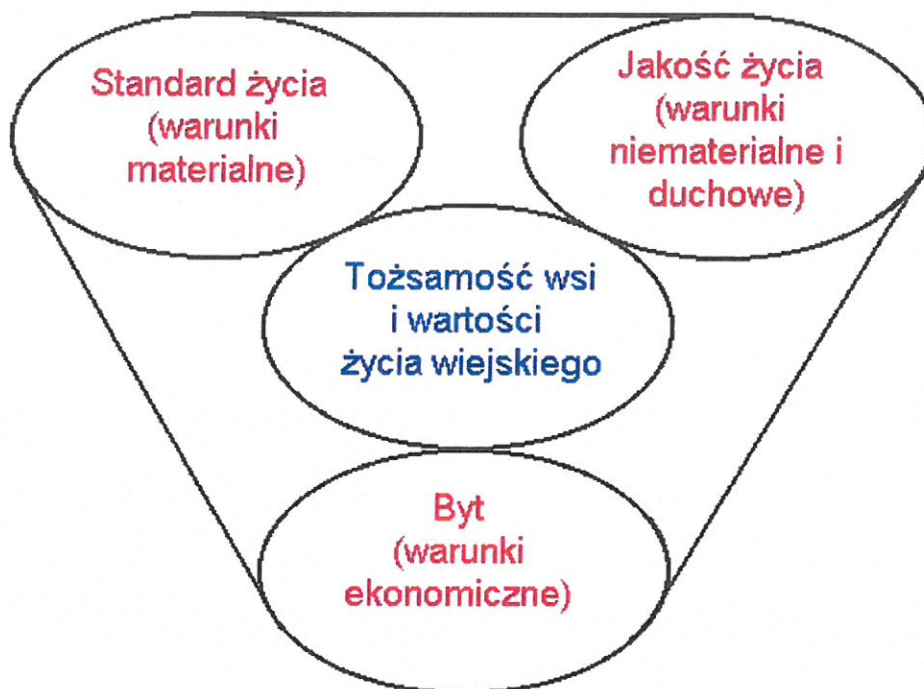 Standard życia
(warunki
materialne)
Jakość życia
(warunki
niematerialne i
duchowe)
Tożsamość wsi
i wartości
życia wiejskiego
Byt
(warunki
ekonomiczne)